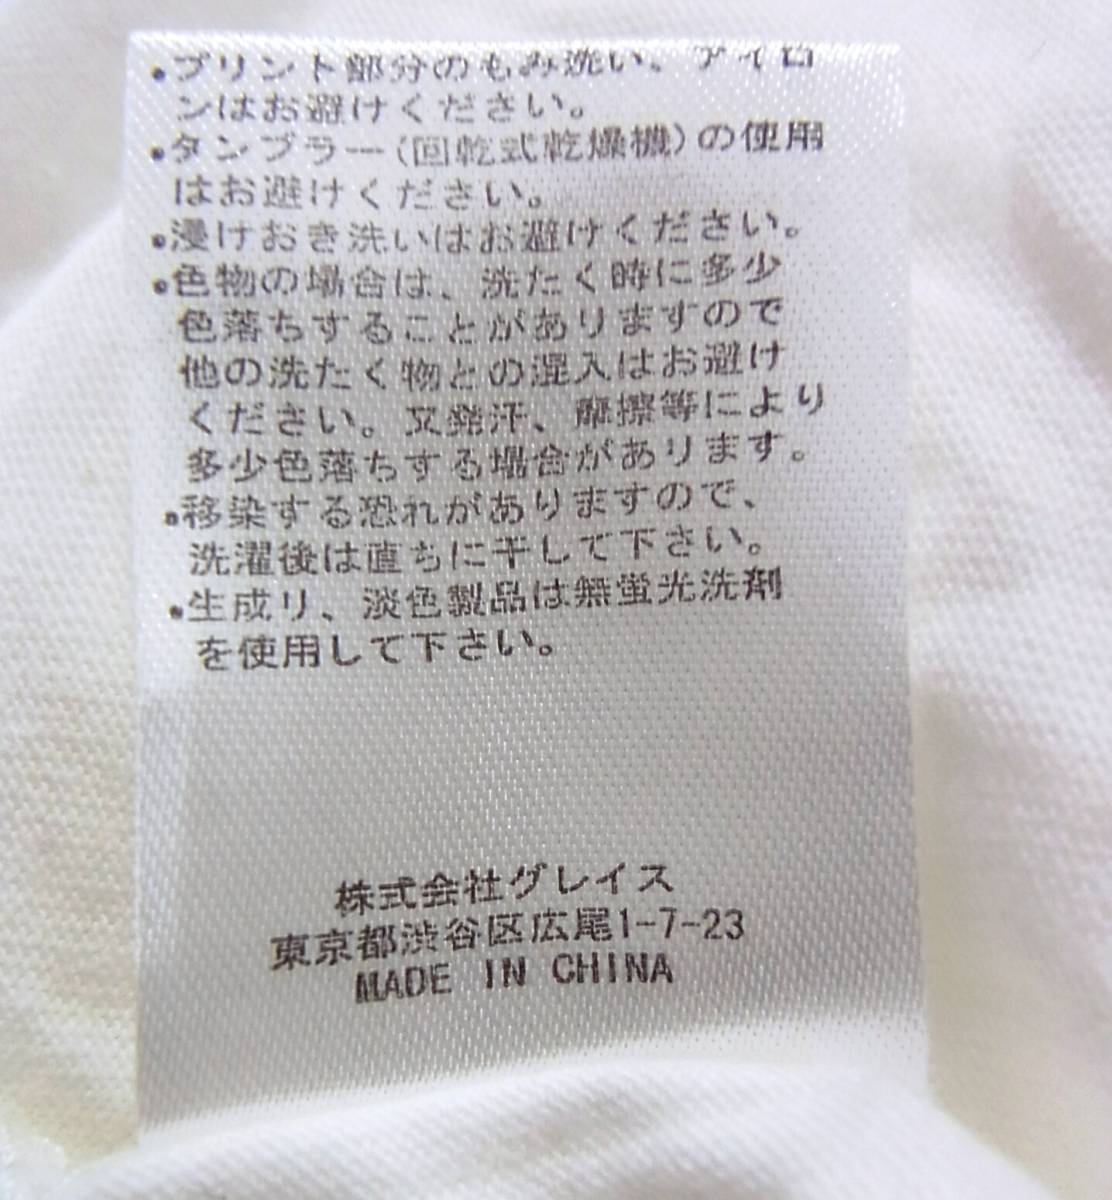 •プリント部分のもみ洗い、アイロ
ンはお避けください。
•タンブラー(回乾式乾燥機)の使用
はお避けください。
•浸けおき洗いはお避けください。
•色物の場合は、洗たく時に多少
色落ちすることがありますので
他の洗たく物との混入はお避け
ください。又発汗、摩擦等により
多少色落ちする場合があります。
•移染する恐れがありますので、
洗濯後は直ちに干して下さい。
•生成り、淡色製品は無蛍光洗剤
を使用して下さい。
株式会社グレイス
東京都渋谷区広尾1-7-23
MADE IN CHINA